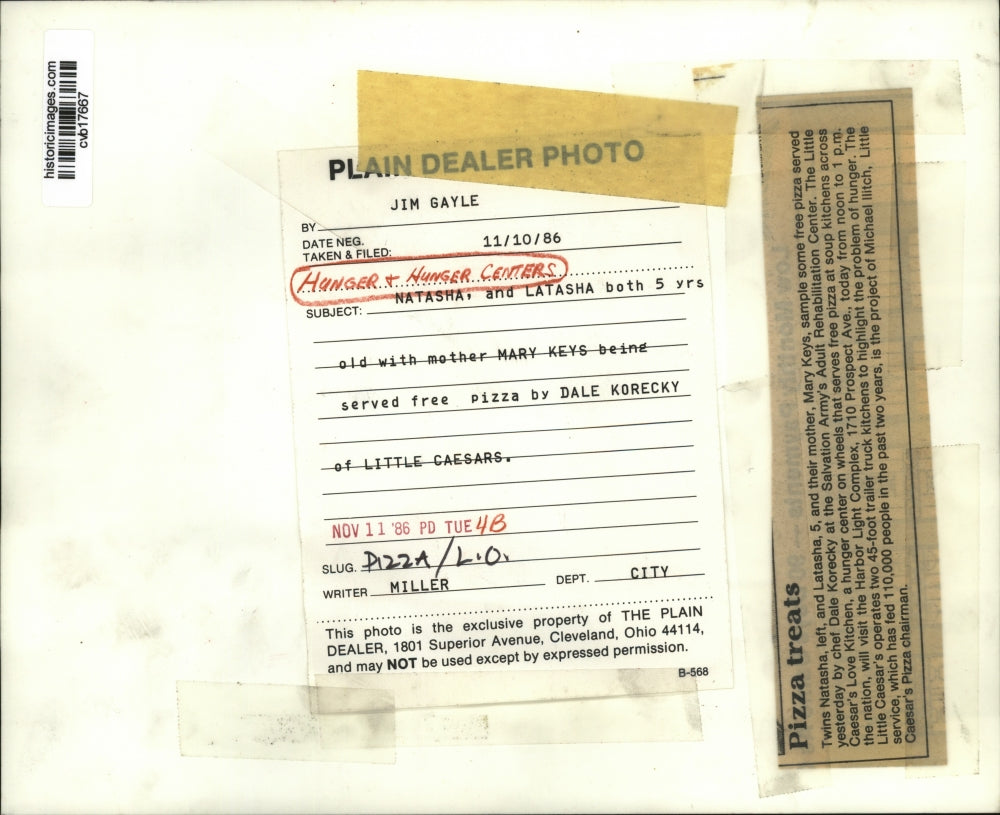 historicimages.com
cvb17667
PLAIN DEALER PHOTO
JIM GAYLE
BY
DATE NEG.
TAKEN & FILED: 11/10/86
HUNGER & HUNGER CENTERS
NATASHA, and LATASHA both 5 yrs
SUBJECT:
old with mother MARY KEYS being
served free pizza by DALE KORECKY
of LITTLE CAESARS.
NOV 11 '86 PD TUE 4B
SLUG. PIZZA/L.O.
WRITER MILLER DEPT. CITY
This photo is the exclusive property of THE PLAIN
DEALER, 1801 Superior Avenue, Cleveland, Ohio 44114,
and may NOT be used except by expressed permission.
B-568
Pizza treats
Twins Natasha, left, and Latasha, 5, and their mother, Mary Keys, sample some free pizza served
yesterday by chef Dale Korecky at the Salvation Army's Adult Rehabilitation Center. The Little
Caesar's Love Kitchen, a hunger center on wheels that serves free pizza at soup kitchens across
the nation, will visit the Harbor Light Complex, 1710 Prospect Ave., today from noon to 1 p.m.
Little Caesar's operates two 45-foot trailer truck kitchens to highlight the problem of hunger. The
service, which has fed 110,000 people in the past two years, is the project of Michael Ilitch, Little
Caesar's Pizza chairman.